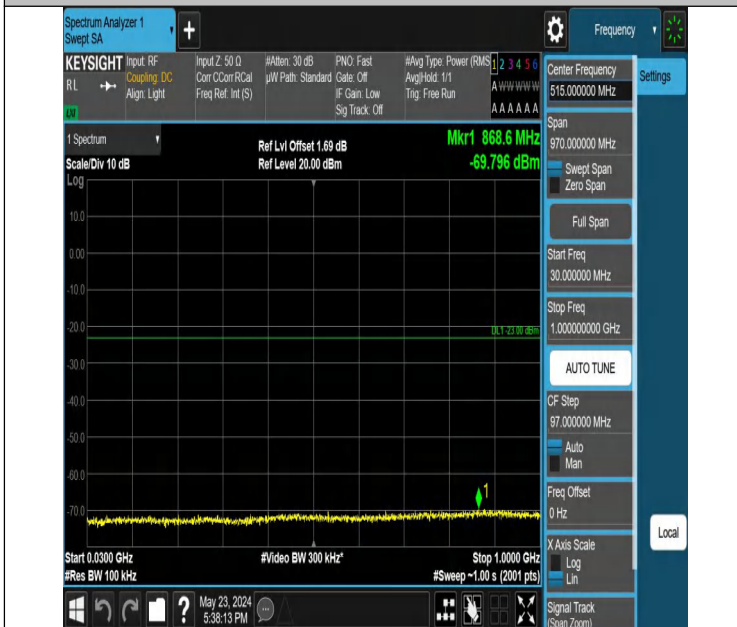 Spectrum Analyzer 1
Swept SA
+
Frequency
KEYSIGHT
RL
LNI
Input: RF
Coupling: DC
Align: Light
Input Z: 50 Ω
Corr CCorr RCal
Freq Ref: Int (S)
#Atten: 30 dB
µW Path: Standard
PNO: Fast
Gate: Off
IF Gain: Low
Sig Track: Off
#Avg Type: Power (RMS
Avg|Hold: 1/1
Trig: Free Run
1 2 3 4 5 6
A W W W W W
A A A A A A
Center Frequency
515.000000 MHz
Settings
1 Spectrum
Scale/Div 10 dB
Log
Ref Lvl Offset 1.69 dB
Ref Level 20.00 dBm
Mkr1 868.6 MHz
-69.796 dBm
Span
970.000000 MHz
Swept Span
Zero Span
Full Span
Start Freq
30.000000 MHz
Stop Freq
1.000000000 GHz
AUTO TUNE
CF Step
97.000000 MHz
Auto
Man
Freq Offset
0 Hz
X Axis Scale
Log
Lin
Signal Track
(Span Zoom)
Local
10.0
0.00
-10.0
-20.0
DL1 -23.00 dBm
-30.0
-40.0
-50.0
-60.0
-70.0
1
Start 0.0300 GHz
#Res BW 100 kHz
#Video BW 300 kHz*
Stop 1.0000 GHz
#Sweep ~1.00 s (2001 pts)
?
May 23, 2024
5:38:13 PM